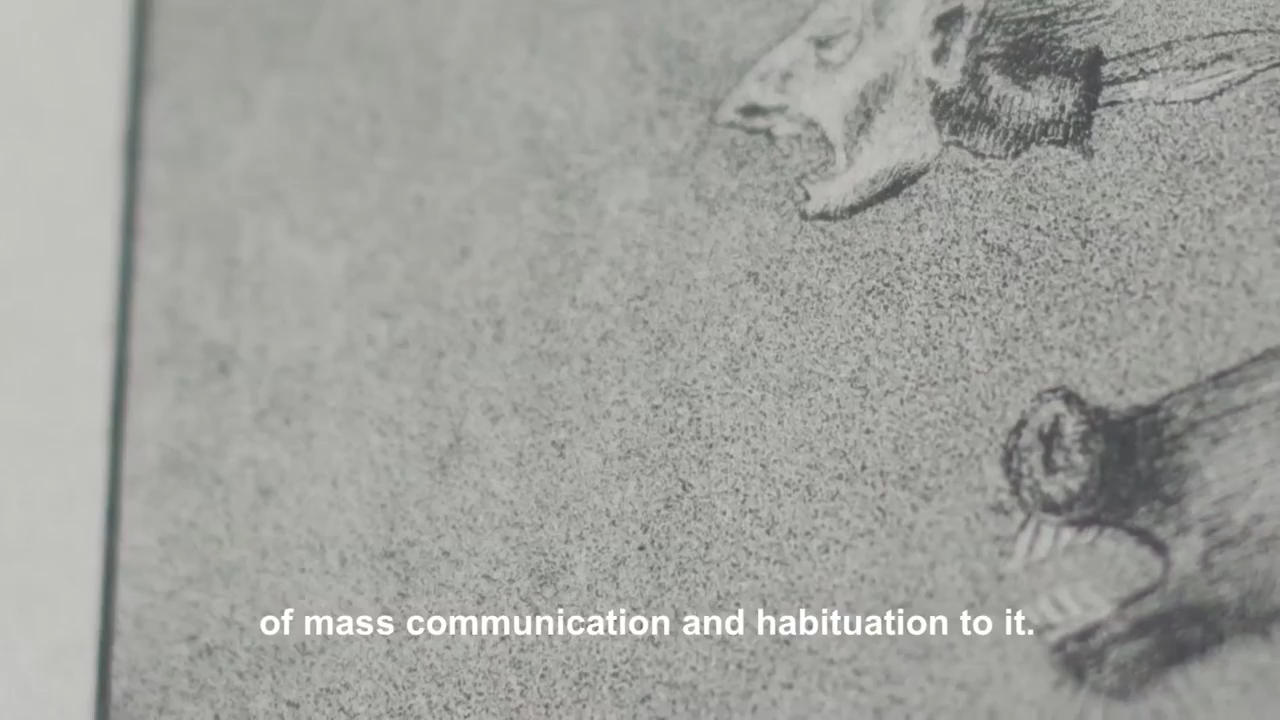 of mass communication and habituation to it.